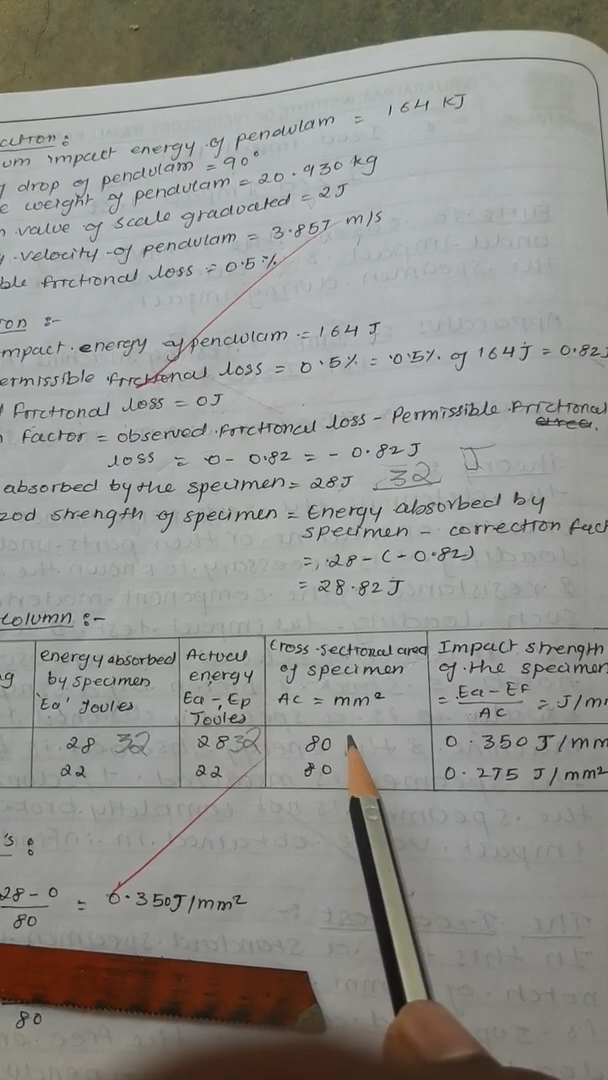 um impact energy of pendulam = 164 KJ
drop of pendulam = 90°
weight of pendulam = 20.930 kg
value of scale graduated = 2J
velocity of pendulam = 3.857 m/s
ble frictional loss = 0.5%
on :-
mpact energy of pendulam = 164 J
ermissible frictional loss = 0.5% = 0.5% of 164 J = 0.82J
frictional loss = 0J
factor = observed frictional loss - Permissible frictional
loss = 0 - 0.82 = - 0.82J
absorbed by the specimen = 28J 32 J
zod strength of specimen = Energy absorbed by
specimen - correction fact
= 28 - (- 0.82)
= 28.82 J
column :-
g
energy absorbed by specimen 'Ea' Joules
Actual energy Ea - Ep Joules
Cross-sectional area of specimen AC = mm²
Impact strength of the specimen = Ea - EF / AC = J/m
28 32 28 32 80 0.350 J/mm
22 22 80 0.275 J/mm²
's :
28 - 0 / 80 = 0.350J/mm²
80